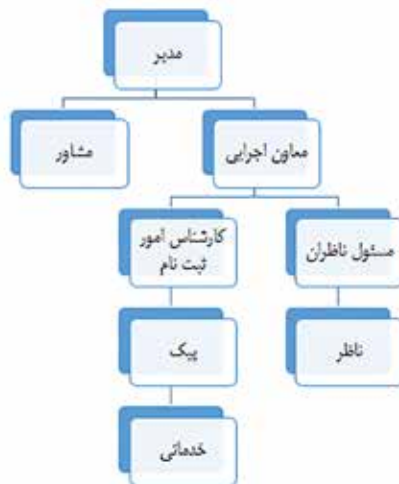 مدیر
معاون اجرایی
مشاور
مسئول ناظران
کارشناس امور
ثبت نام
ناظر
پیک
خدماتی